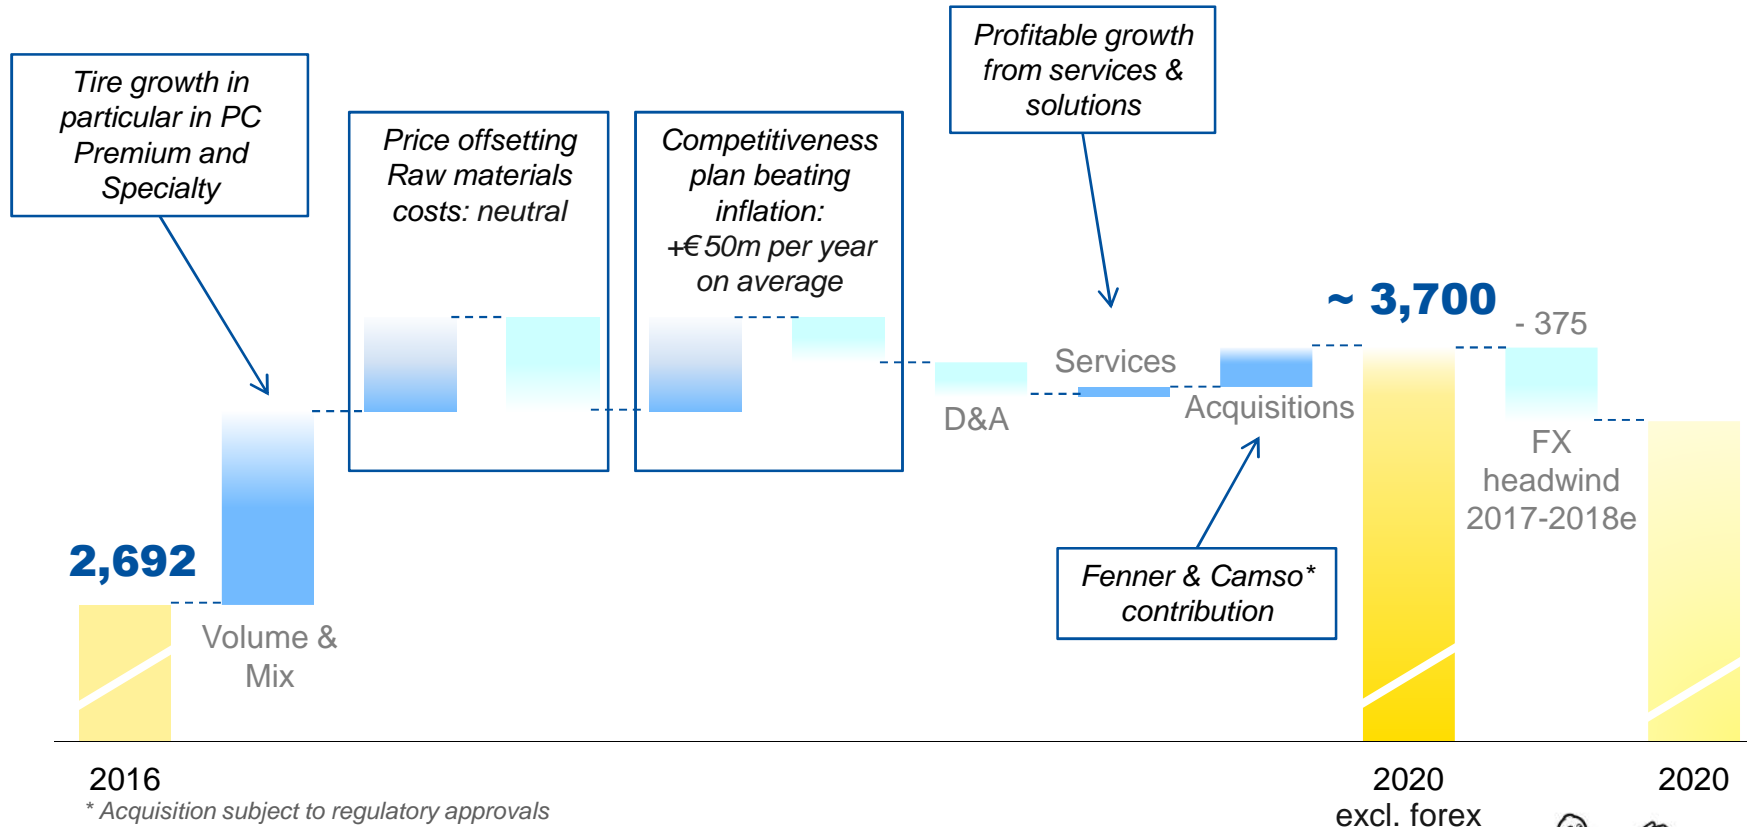 Tire growth in
particular in PC
Premium and
Specialty
Price offsetting
Raw materials
costs: neutral
Competitiveness
plan beating
inflation:
+€50m per year
on average
Profitable growth
from services &
solutions
~ 3,700
- 375
Services
Acquisitions
D&A
FX
headwind
2017-2018e
2,692
Volume &
Mix
Fenner & Camso*
contribution
2016
2020
excl. forex
2020
* Acquisition subject to regulatory approvals